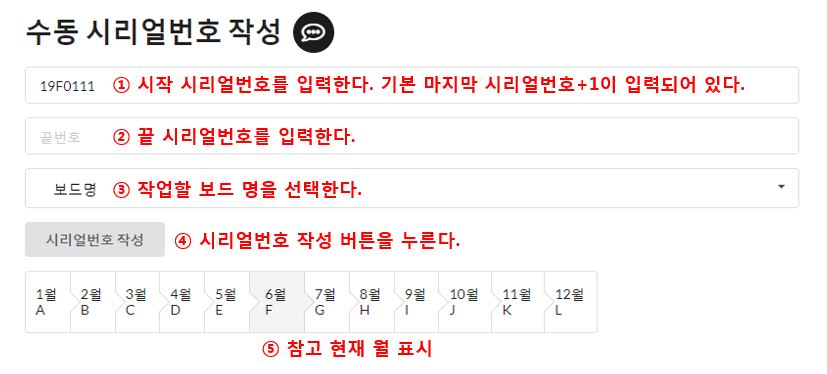 수동 시리얼번호 작성
19F0111 ① 시작 시리얼번호를 입력한다. 기본 마지막 시리얼번호+1이 입력되어 있다.
끝번호 ② 끝 시리얼번호를 입력한다.
보드명 ③ 작업할 보드 명을 선택한다.
시리얼번호 작성 ④ 시리얼번호 작성 버튼을 누른다.
1월 2월 3월 4월 5월 6월 7월 8월 9월 10월 11월 12월
A B C D E F G H I J K L
⑤ 참고 현재 월 표시